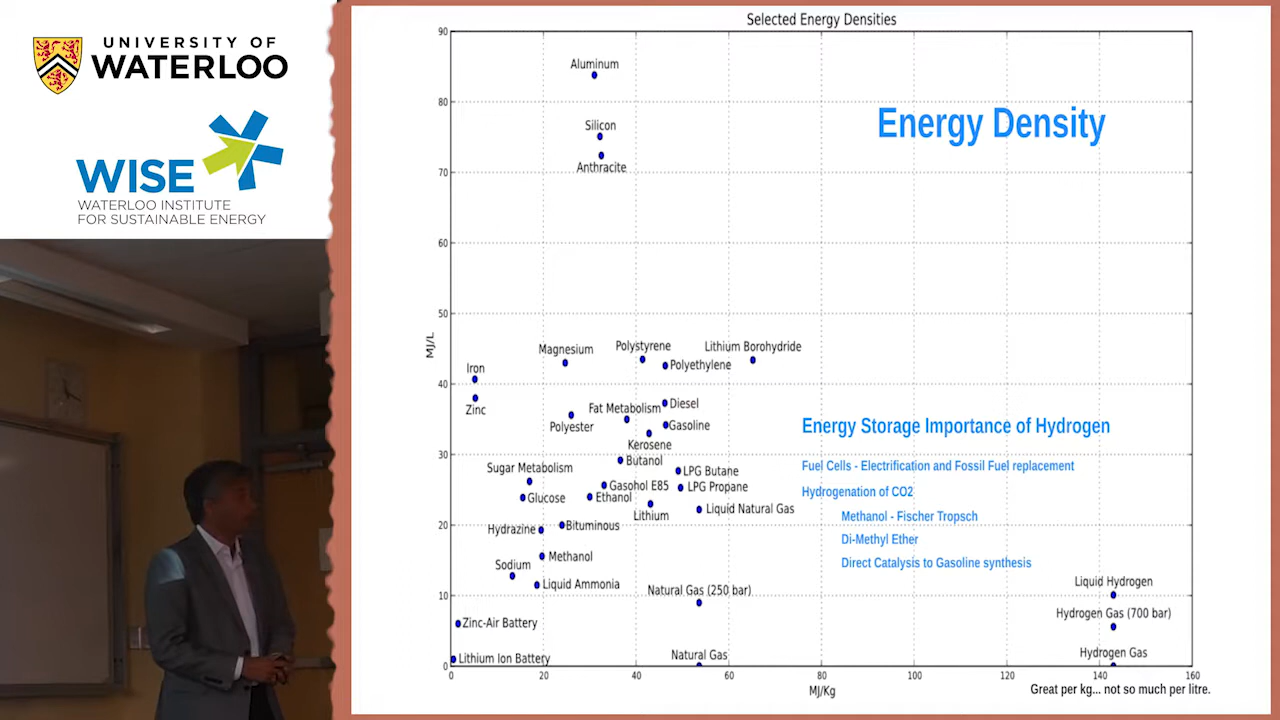 UNIVERSITY OF
WATERLOO
WISE
WATERLOO INSTITUTE
FOR SUSTAINABLE ENERGY
Selected Energy Densities
Energy Density
MJ/L
90
80
70
60
50
40
30
20
10
0
Aluminum
Silicon
Anthracite
Magnesium
Polystyrene
Lithium Borohydride
Polyethylene
Iron
Zinc
Fat Metabolism
Diesel
Polyester
Gasoline
Kerosene
Butanol
Sugar Metabolism
LPG Butane
Gasohol E85
LPG Propane
Glucose
Ethanol
Lithium
Liquid Natural Gas
Hydrazine
Bituminous
Methanol
Sodium
Liquid Ammonia
Natural Gas (250 bar)
Zinc-Air Battery
Lithium Ion Battery
Natural Gas
Energy Storage Importance of Hydrogen
Fuel Cells - Electrification and Fossil Fuel replacement
Hydrogenation of CO2
Methanol - Fischer Tropsch
Di-Methyl Ether
Direct Catalysis to Gasoline synthesis
Liquid Hydrogen
Hydrogen Gas (700 bar)
Hydrogen Gas
0 20 40 60 80 100 120 140 160
MJ/Kg
Great per kg... not so much per litre.